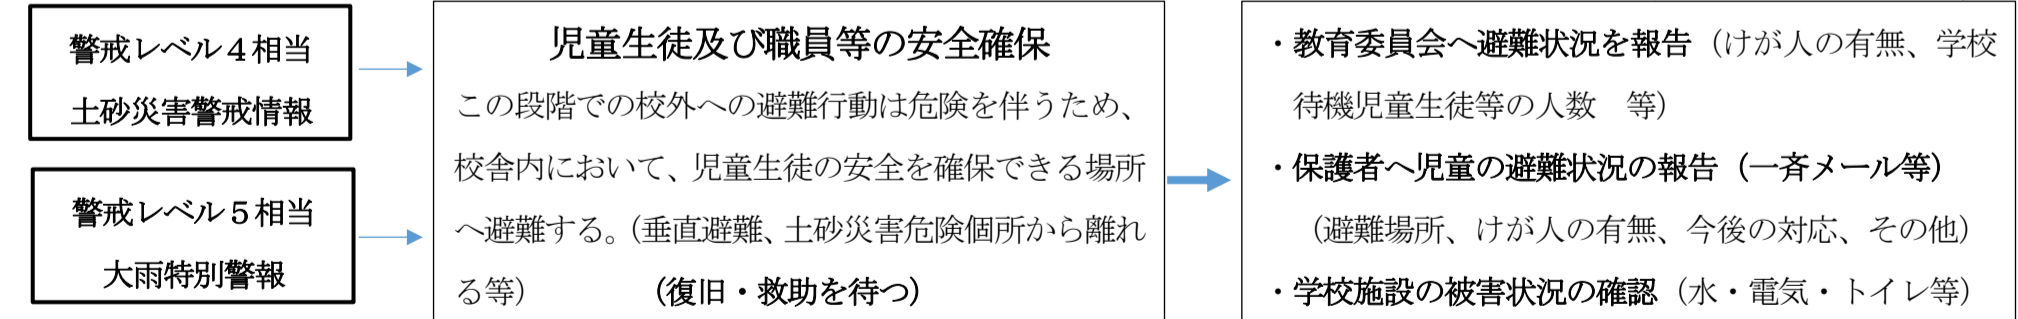 警戒レベル４相当
土砂災害警戒情報
警戒レベル５相当
大雨特別警報
児童生徒及び職員等の安全確保
この段階での校外への避難行動は危険を伴うため、
校舎内において、児童生徒の安全を確保できる場所
へ避難する。（垂直避難、土砂災害危険個所から離れ
る等）　　　　（復旧・救助を待つ）
・教育委員会へ避難状況を報告（けが人の有無、学校
待機児童生徒等の人数　等）
・保護者へ児童の避難状況の報告（一斉メール等）
（避難場所、けが人の有無、今後の対応、その他）
・学校施設の被害状況の確認（水・電気・トイレ等）